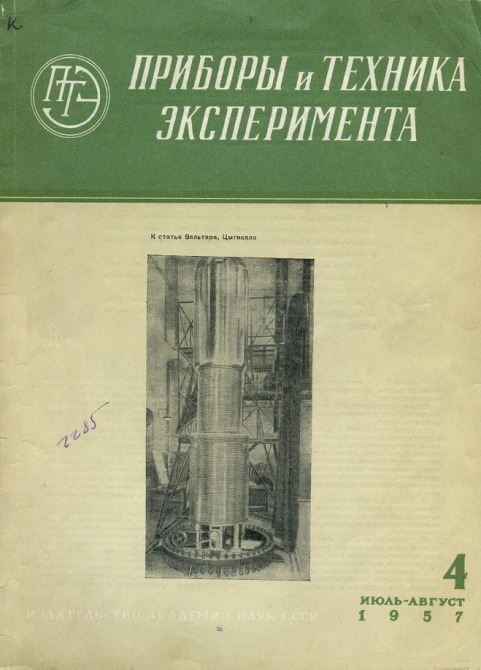 К.
ПТЭ
ПРИБОРЫ и ТЕХНИКА
ЭКСПЕРИМЕНТА
К статье Вальтера, Цыгикало
2285
4
ИЮЛЬ-АВГУСТ
1957
ИЗДАТЕЛЬСТВО АКАДЕМИИ НАУК СССР